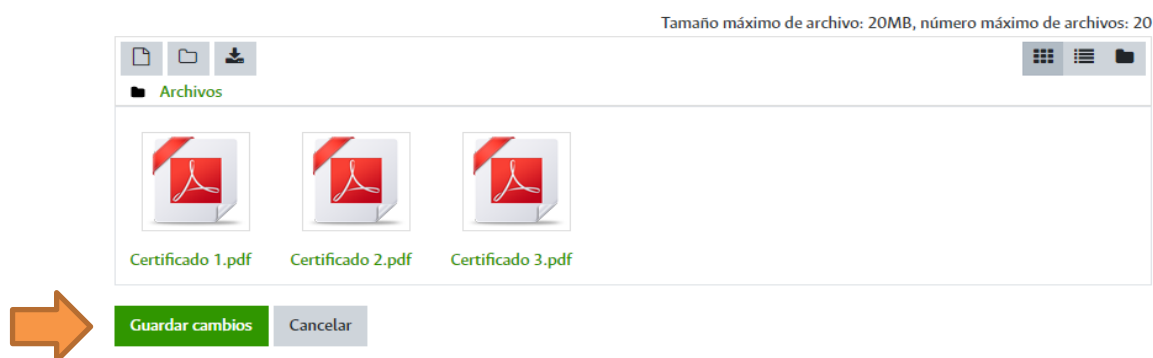 Tamaño máximo de archivo: 20MB, número máximo de archivos: 20
Archivos
Certificado 1.pdf Certificado 2.pdf Certificado 3.pdf
Guardar cambios Cancelar